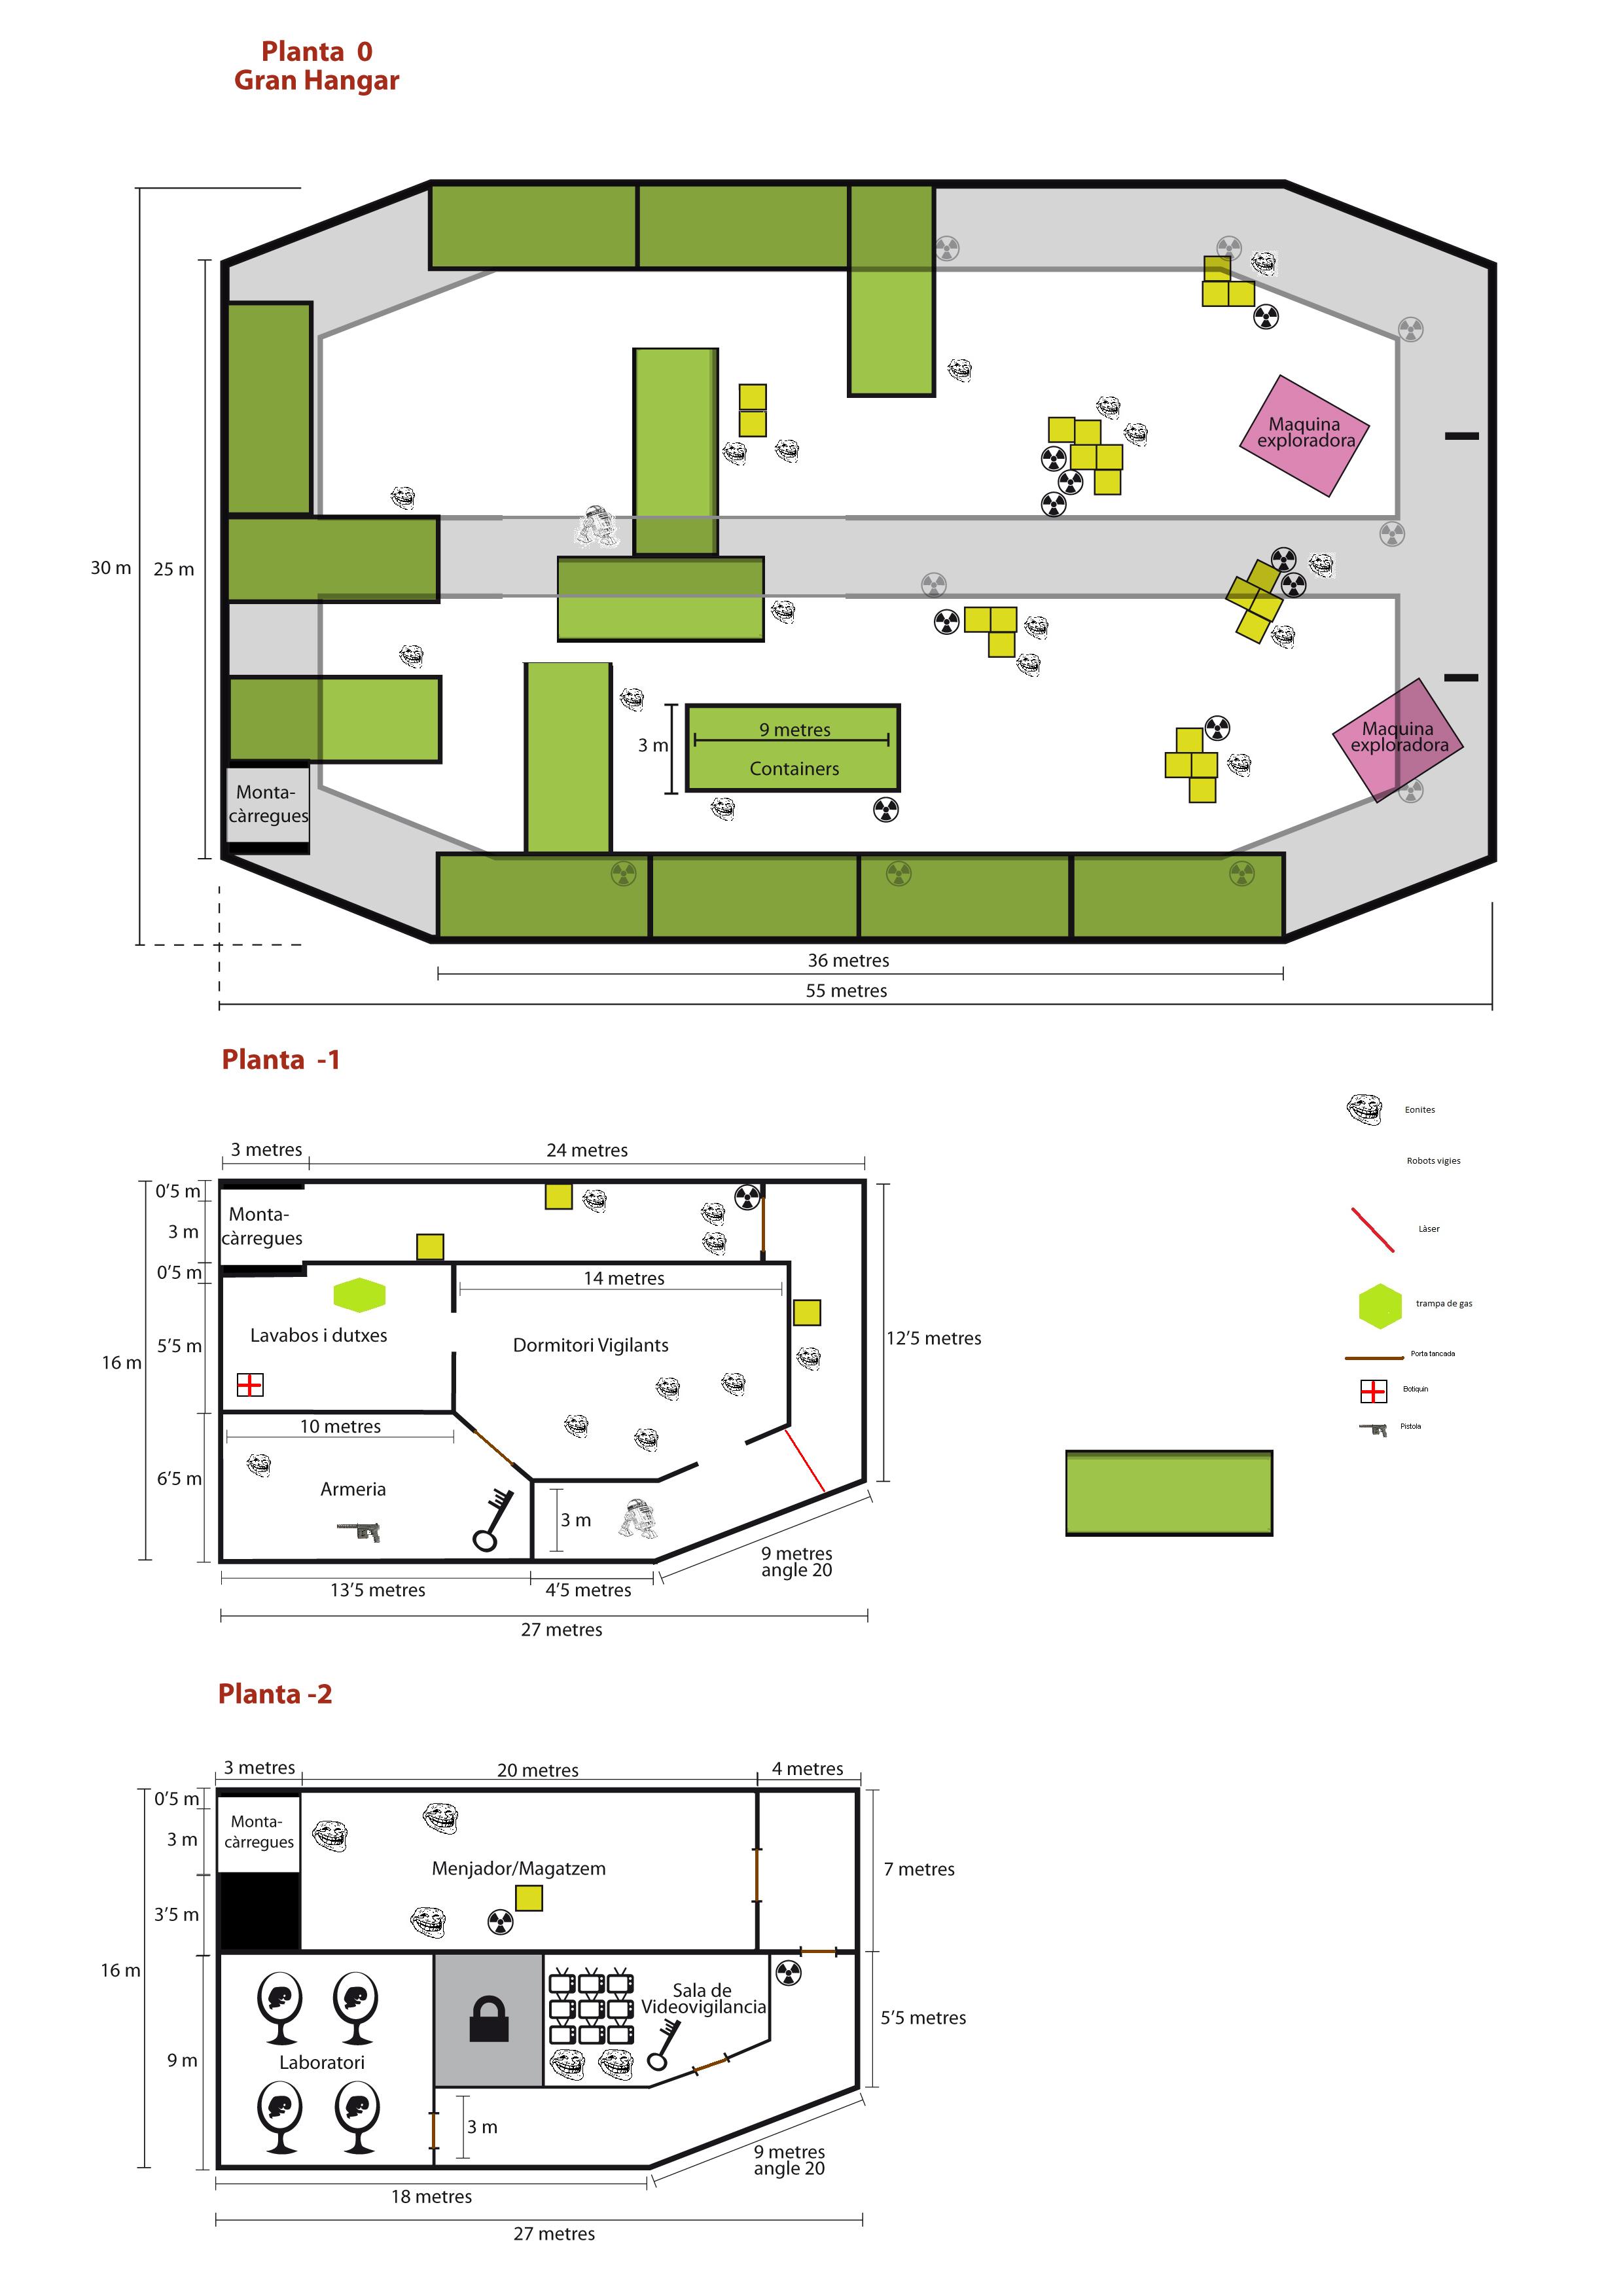 Planta  0
Gran Hangar
30 m
25 m
Maquina
exploradora
9 metres
3 m
Containers
Maquina
exploradora
Monta-
càrregues
36 metres
55 metres
Planta  -1
Eonites
Robots vigies
Làser
trampa de gas
Porta tancada
Botiquin
Pistola
3 metres
24 metres
0'5 m
Monta-
càrregues
3 m
0'5 m
14 metres
Lavabos i dutxes
Dormitori Vigilants
5'5 m
12'5 metres
16 m
10 metres
6'5 m
Armeria
3 m
9 metres
angle 20
13'5 metres
4'5 metres
27 metres
Planta -2
3 metres
20 metres
4 metres
0'5 m
Monta-
càrregues
3 m
Menjador/Magatzem
7 metres
3'5 m
16 m
Sala de
Videovigilancia
5'5 metres
9 m
Laboratori
3 m
9 metres
angle 20
18 metres
27 metres